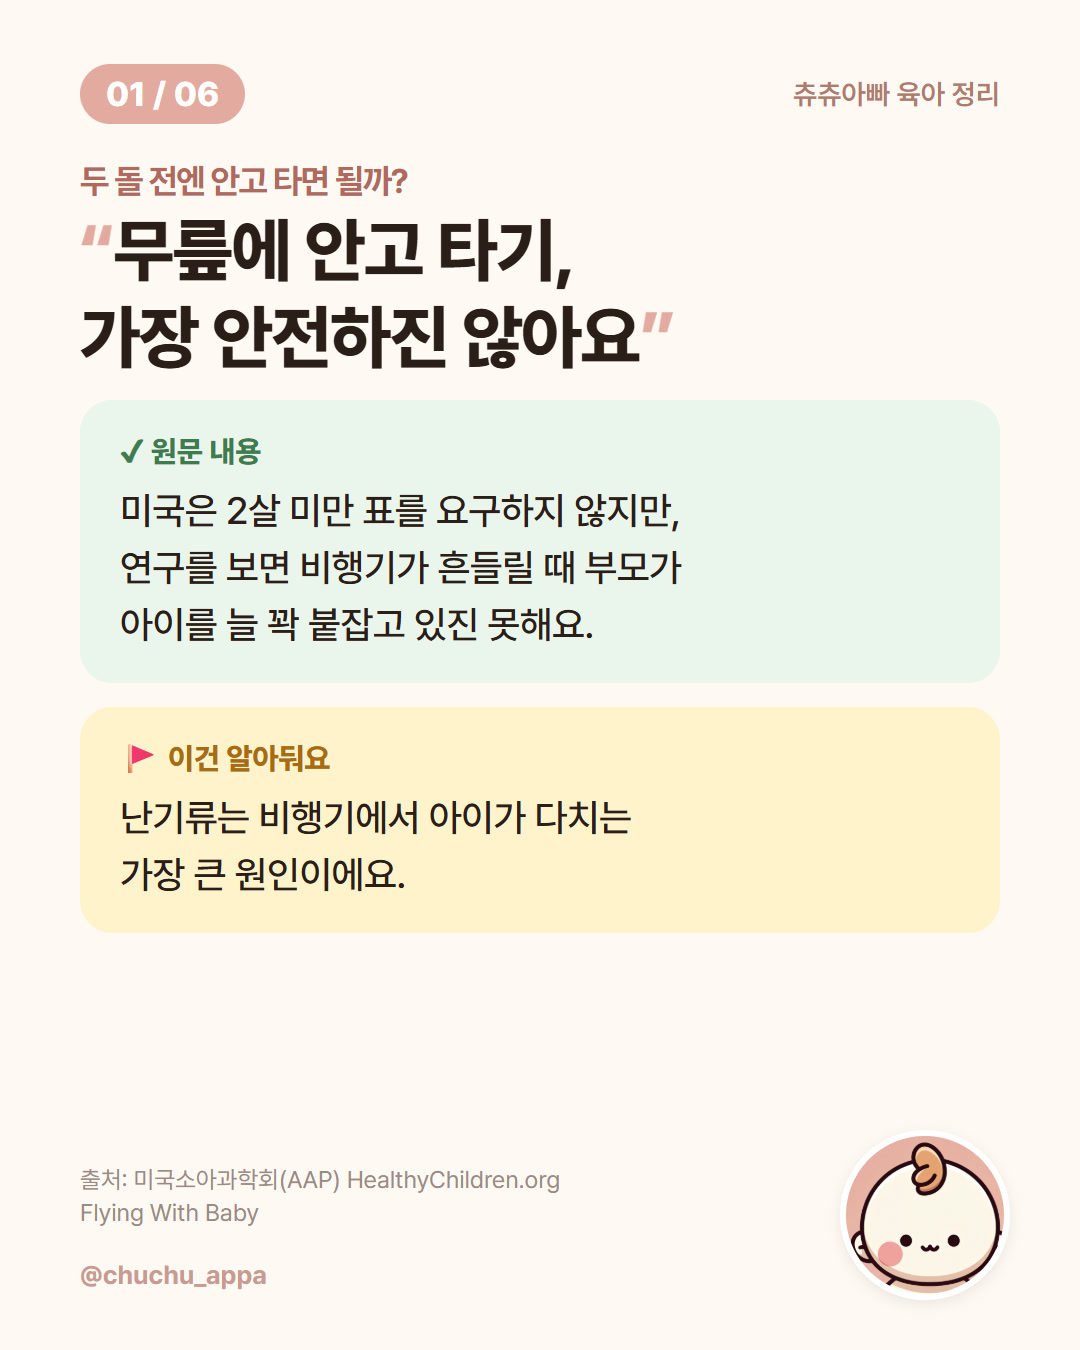 01 / 06
츄츄아빠 육아 정리
두 돌 전엔 안고 타면 될까?
“무릎에 안고 타기,
가장 안전하진 않아요”
✔ 원문 내용
미국은 2살 미만 표를 요구하지 않지만,
연구를 보면 비행기가 흔들릴 때 부모가
아이를 늘 꽉 붙잡고 있진 못해요.
🚩 이건 알아둬요
난기류는 비행기에서 아이가 다치는
가장 큰 원인이에요.
출처: 미국소아과학회(AAP) HealthyChildren.org
Flying With Baby
@chuchu_appa